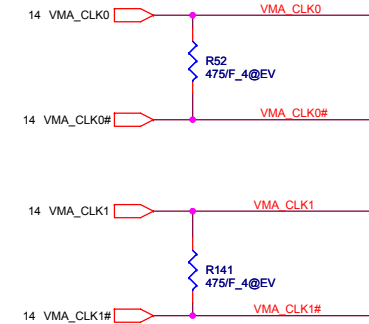 14 VMA_CLK0 VMA_CLK0
R52
475/F_4@EV
14 VMA_CLK0# VMA_CLK0#
14 VMA_CLK1 VMA_CLK1
R141
475/F_4@EV
14 VMA_CLK1# VMA_CLK1#